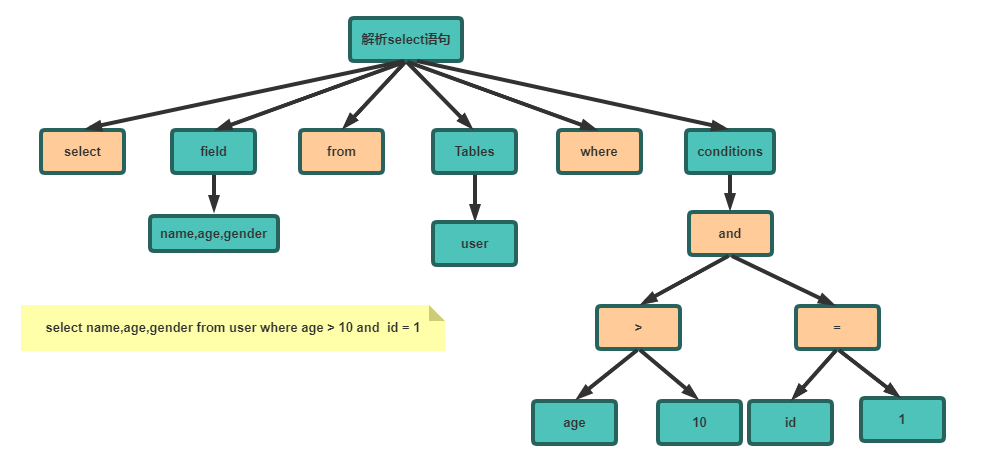 解析select语句
select
field
from
Tables
where
conditions
name,age,gender
user
and
select name,age,gender from user where age > 10 and  id = 1
>
=
age
10
id
1